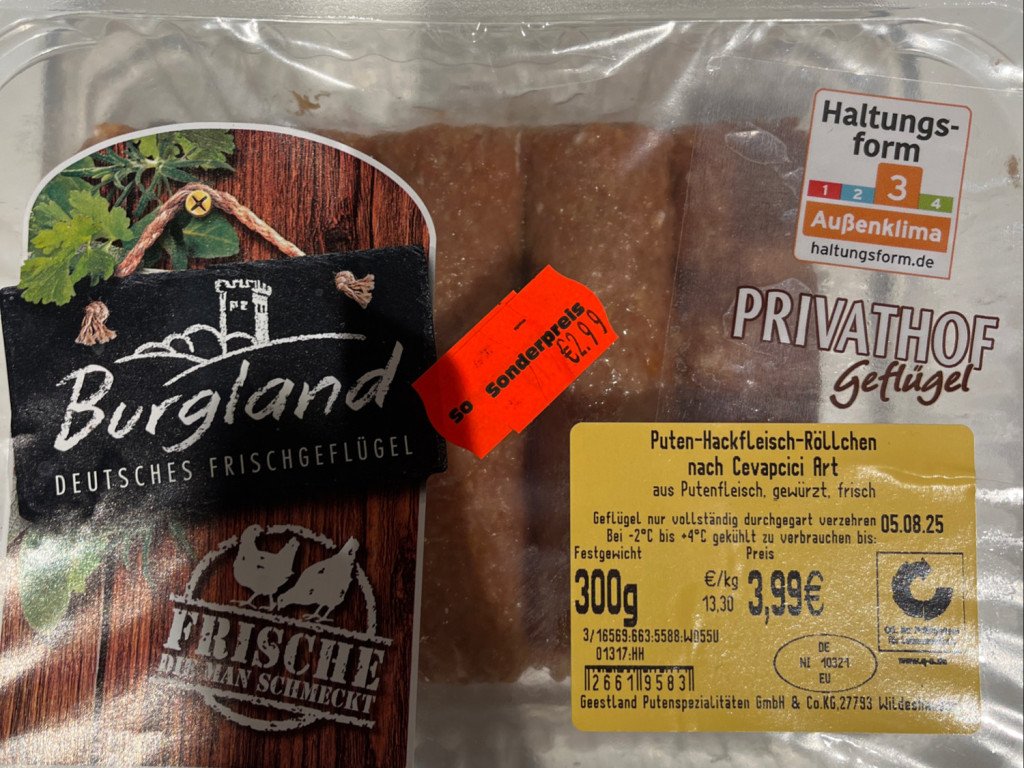 Haltungs-
form
1 2 3 4
Außenklima
haltungsform.de
PRIVATHOF
Geflügel
Burgland
DEUTSCHES FRISCHGEFLÜGEL
So Sonderpreis
€2.99
FRISCHE
DIE MAN SCHMECKT
Puten-Hackfleisch-Röllchen
nach Cevapcici Art
aus Putenfleisch, gewürzt, frisch
Geflügel nur vollständig durchgegart verzehren 05.08.25
Bei -2°C bis +4°C gekühlt zu verbrauchen bis:
Festgewicht Preis
300g €/kg 3,99€
13,30
3/16569:663:5588:W055U
01317:HH
26619583
DE
NI 10321
EU
Geestland Putenspezialitäten GmbH & Co.KG,27793